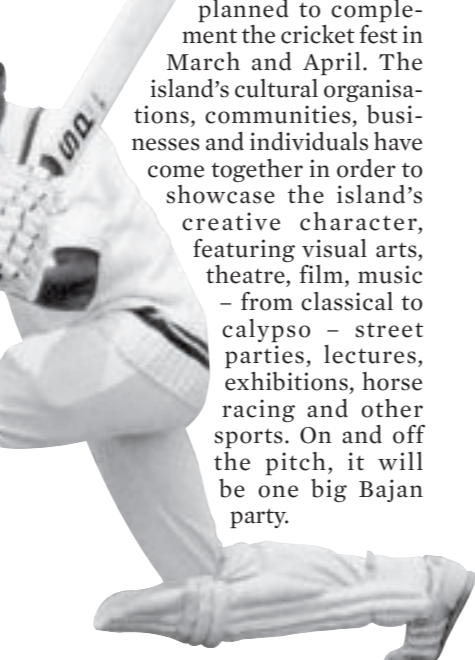 planned to comple-
ment the cricket fest in
March and April. The
island's cultural organisa-
tions, communities, busi-
nesses and individuals have
come together in order to
showcase the island's
creative character,
featuring visual arts,
theatre, film, music
– from classical to
calypso – street
parties, lectures,
exhibitions, horse
racing and other
sports. On and off
the pitch, it will
be one big Bajan
party.